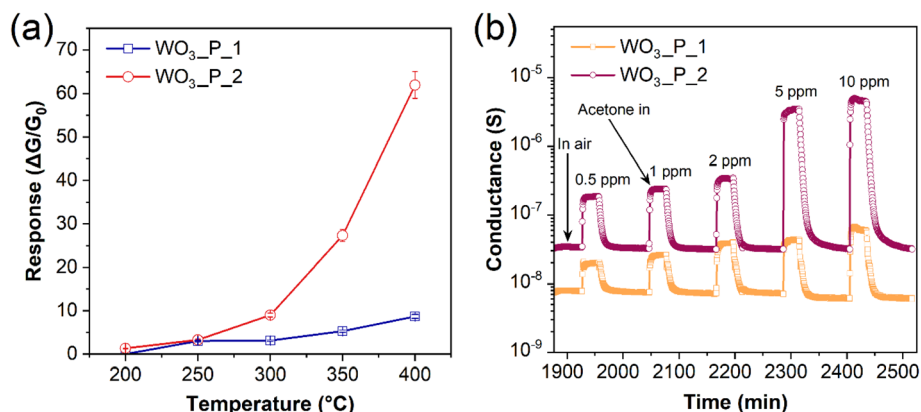 (a)
WO₃_P_1
WO₃_P_2
Response (ΔG/G₀)
70
60
50
40
30
20
10
0
200 250 300 350 400
Temperature (°C)
(b)
WO₃_P_1
WO₃_P_2
Conductance (S)
10⁻⁵
10⁻⁶
10⁻⁷
10⁻⁸
10⁻⁹
5 ppm
10 ppm
Acetone in
In air
0.5 ppm
1 ppm
2 ppm
1900 2000 2100 2200 2300 2400 2500
Time (min)